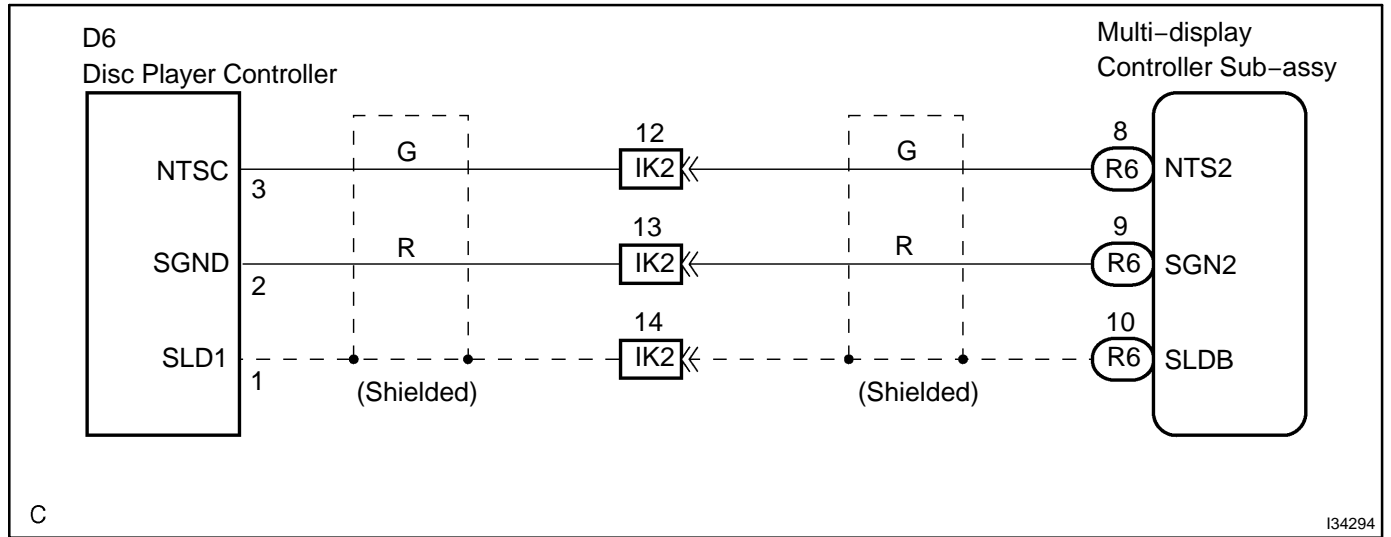 D6
Disc Player Controller
Multi−display
Controller Sub−assy
NTSC
3
G
12
IK2
G
8
R6
NTS2
SGND
2
R
13
IK2
R
9
R6
SGN2
SLD1
1
(Shielded)
14
IK2
(Shielded)
10
R6
SLDB
C
I34294